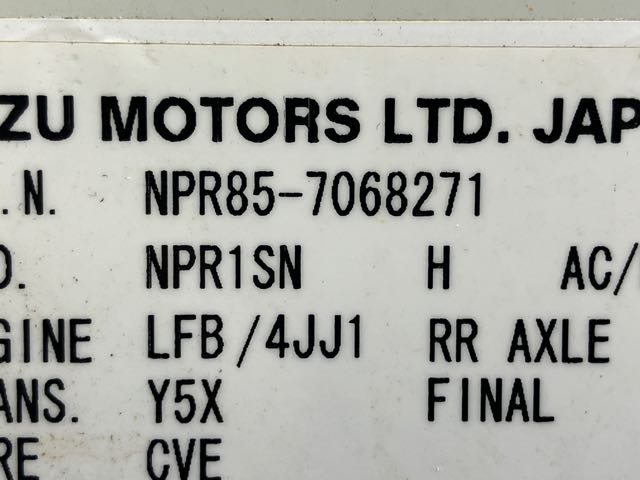 ZU MOTORS LTD. JAP
.N. NPR85-7068271
O. NPR1SN H AC/
GINE LFB/4JJ1 RR AXLE
ANS. Y5X FINAL
RE CVE